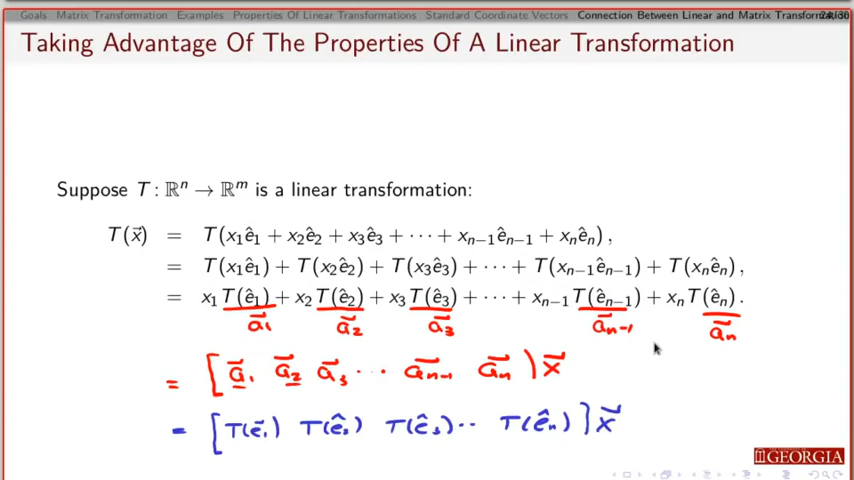 Goals Matrix Transformation Examples Properties Of Linear Transformations Standard Coordinate Vectors Connection Between Linear and Matrix Transformations
Taking Advantage Of The Properties Of A Linear Transformation
Suppose T : ℝⁿ → ℝᵐ is a linear transformation:
T(x⃗) = T(x₁ê₁ + x₂ê₂ + x₃ê₃ + ··· + xₙ₋₁êₙ₋₁ + xₙêₙ),
= T(x₁ê₁) + T(x₂ê₂) + T(x₃ê₃) + ··· + T(xₙ₋₁êₙ₋₁) + T(xₙêₙ),
= x₁T(ê₁) + x₂T(ê₂) + x₃T(ê₃) + ··· + xₙ₋₁T(êₙ₋₁) + xₙT(êₙ).
a⃗₁ a⃗₂ a⃗₃ a⃗ₙ₋₁ a⃗ₙ
= [a⃗₁ a⃗₂ a⃗₃ ·· a⃗ₙ₋₁ a⃗ₙ] x⃗
= [T(e⃗₁) T(ê₂) T(ê₃) ·· T(êₙ)] x⃗
GEORGIA